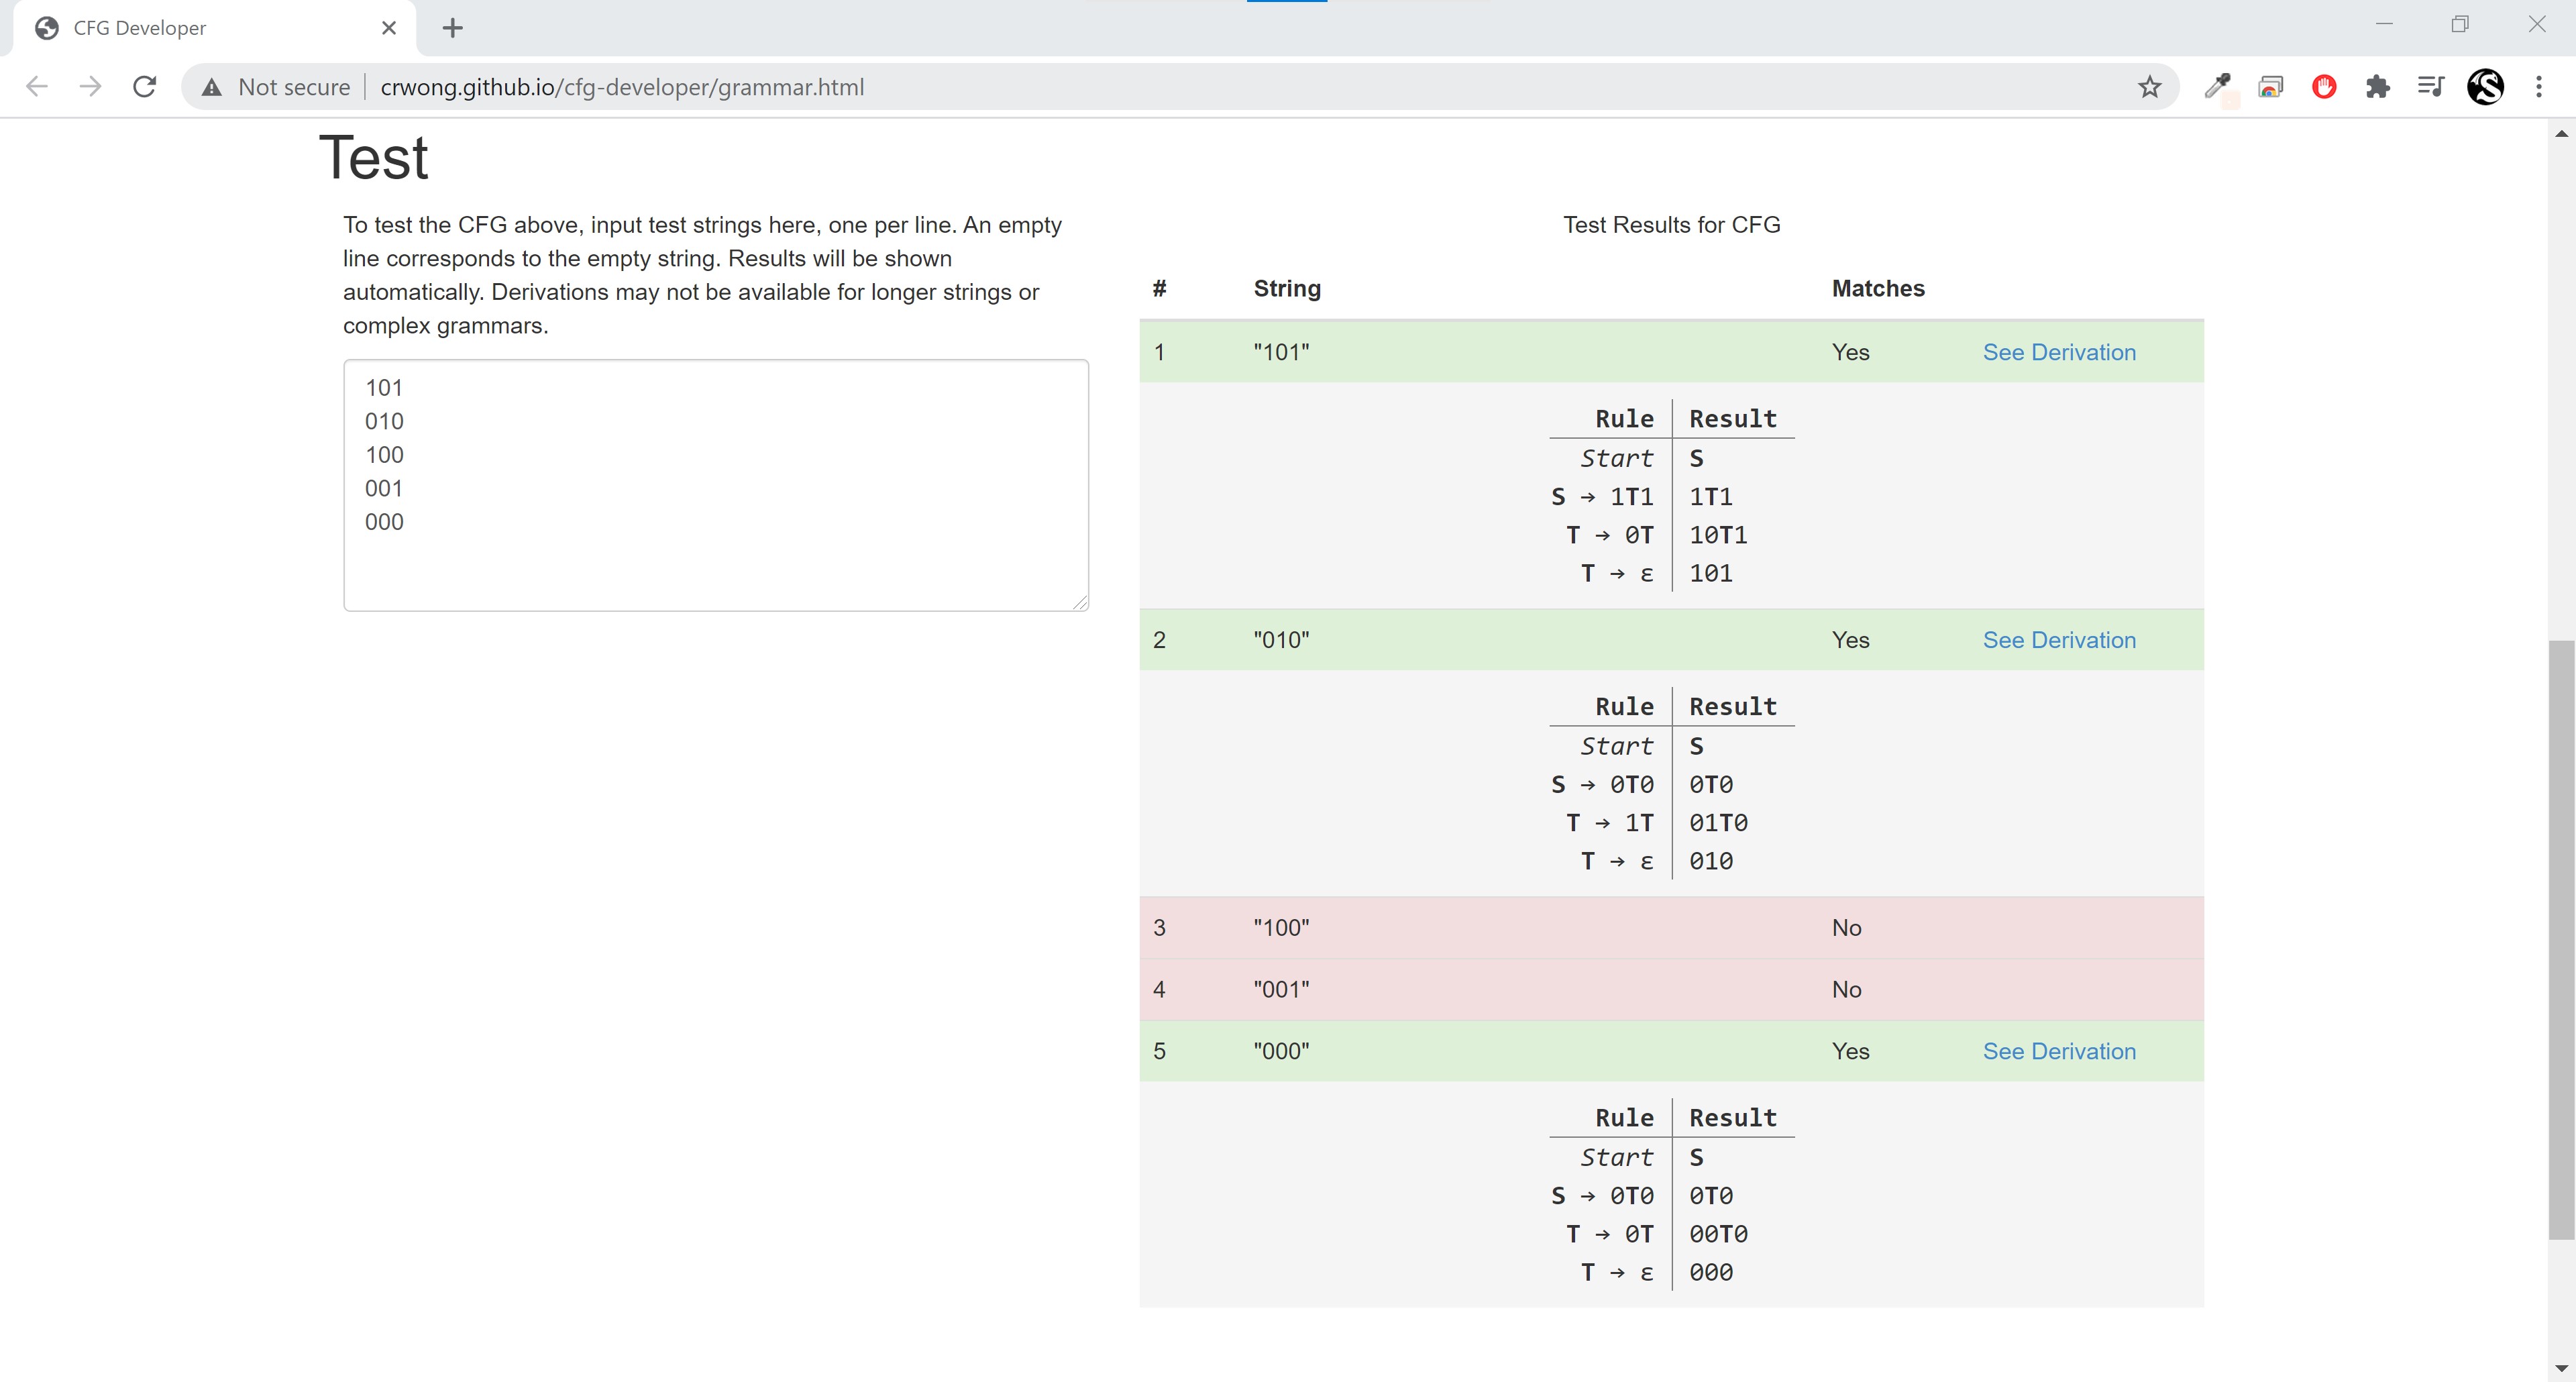 CFG Developer
Not secure
crwong.github.io/cfg-developer/grammar.html
Test
To test the CFG above, input test strings here, one per line. An empty
line corresponds to the empty string. Results will be shown
automatically. Derivations may not be available for longer strings or
complex grammars.
101
010
100
001
000
Test Results for CFG
# String Matches
1 "101" Yes See Derivation
Rule Result
Start S
S → 1T1 1T1
T → 0T 10T1
T → ε 101
2 "010" Yes See Derivation
Rule Result
Start S
S → 0T0 0T0
T → 1T 01T0
T → ε 010
3 "100" No
4 "001" No
5 "000" Yes See Derivation
Rule Result
Start S
S → 0T0 0T0
T → 0T 00T0
T → ε 000